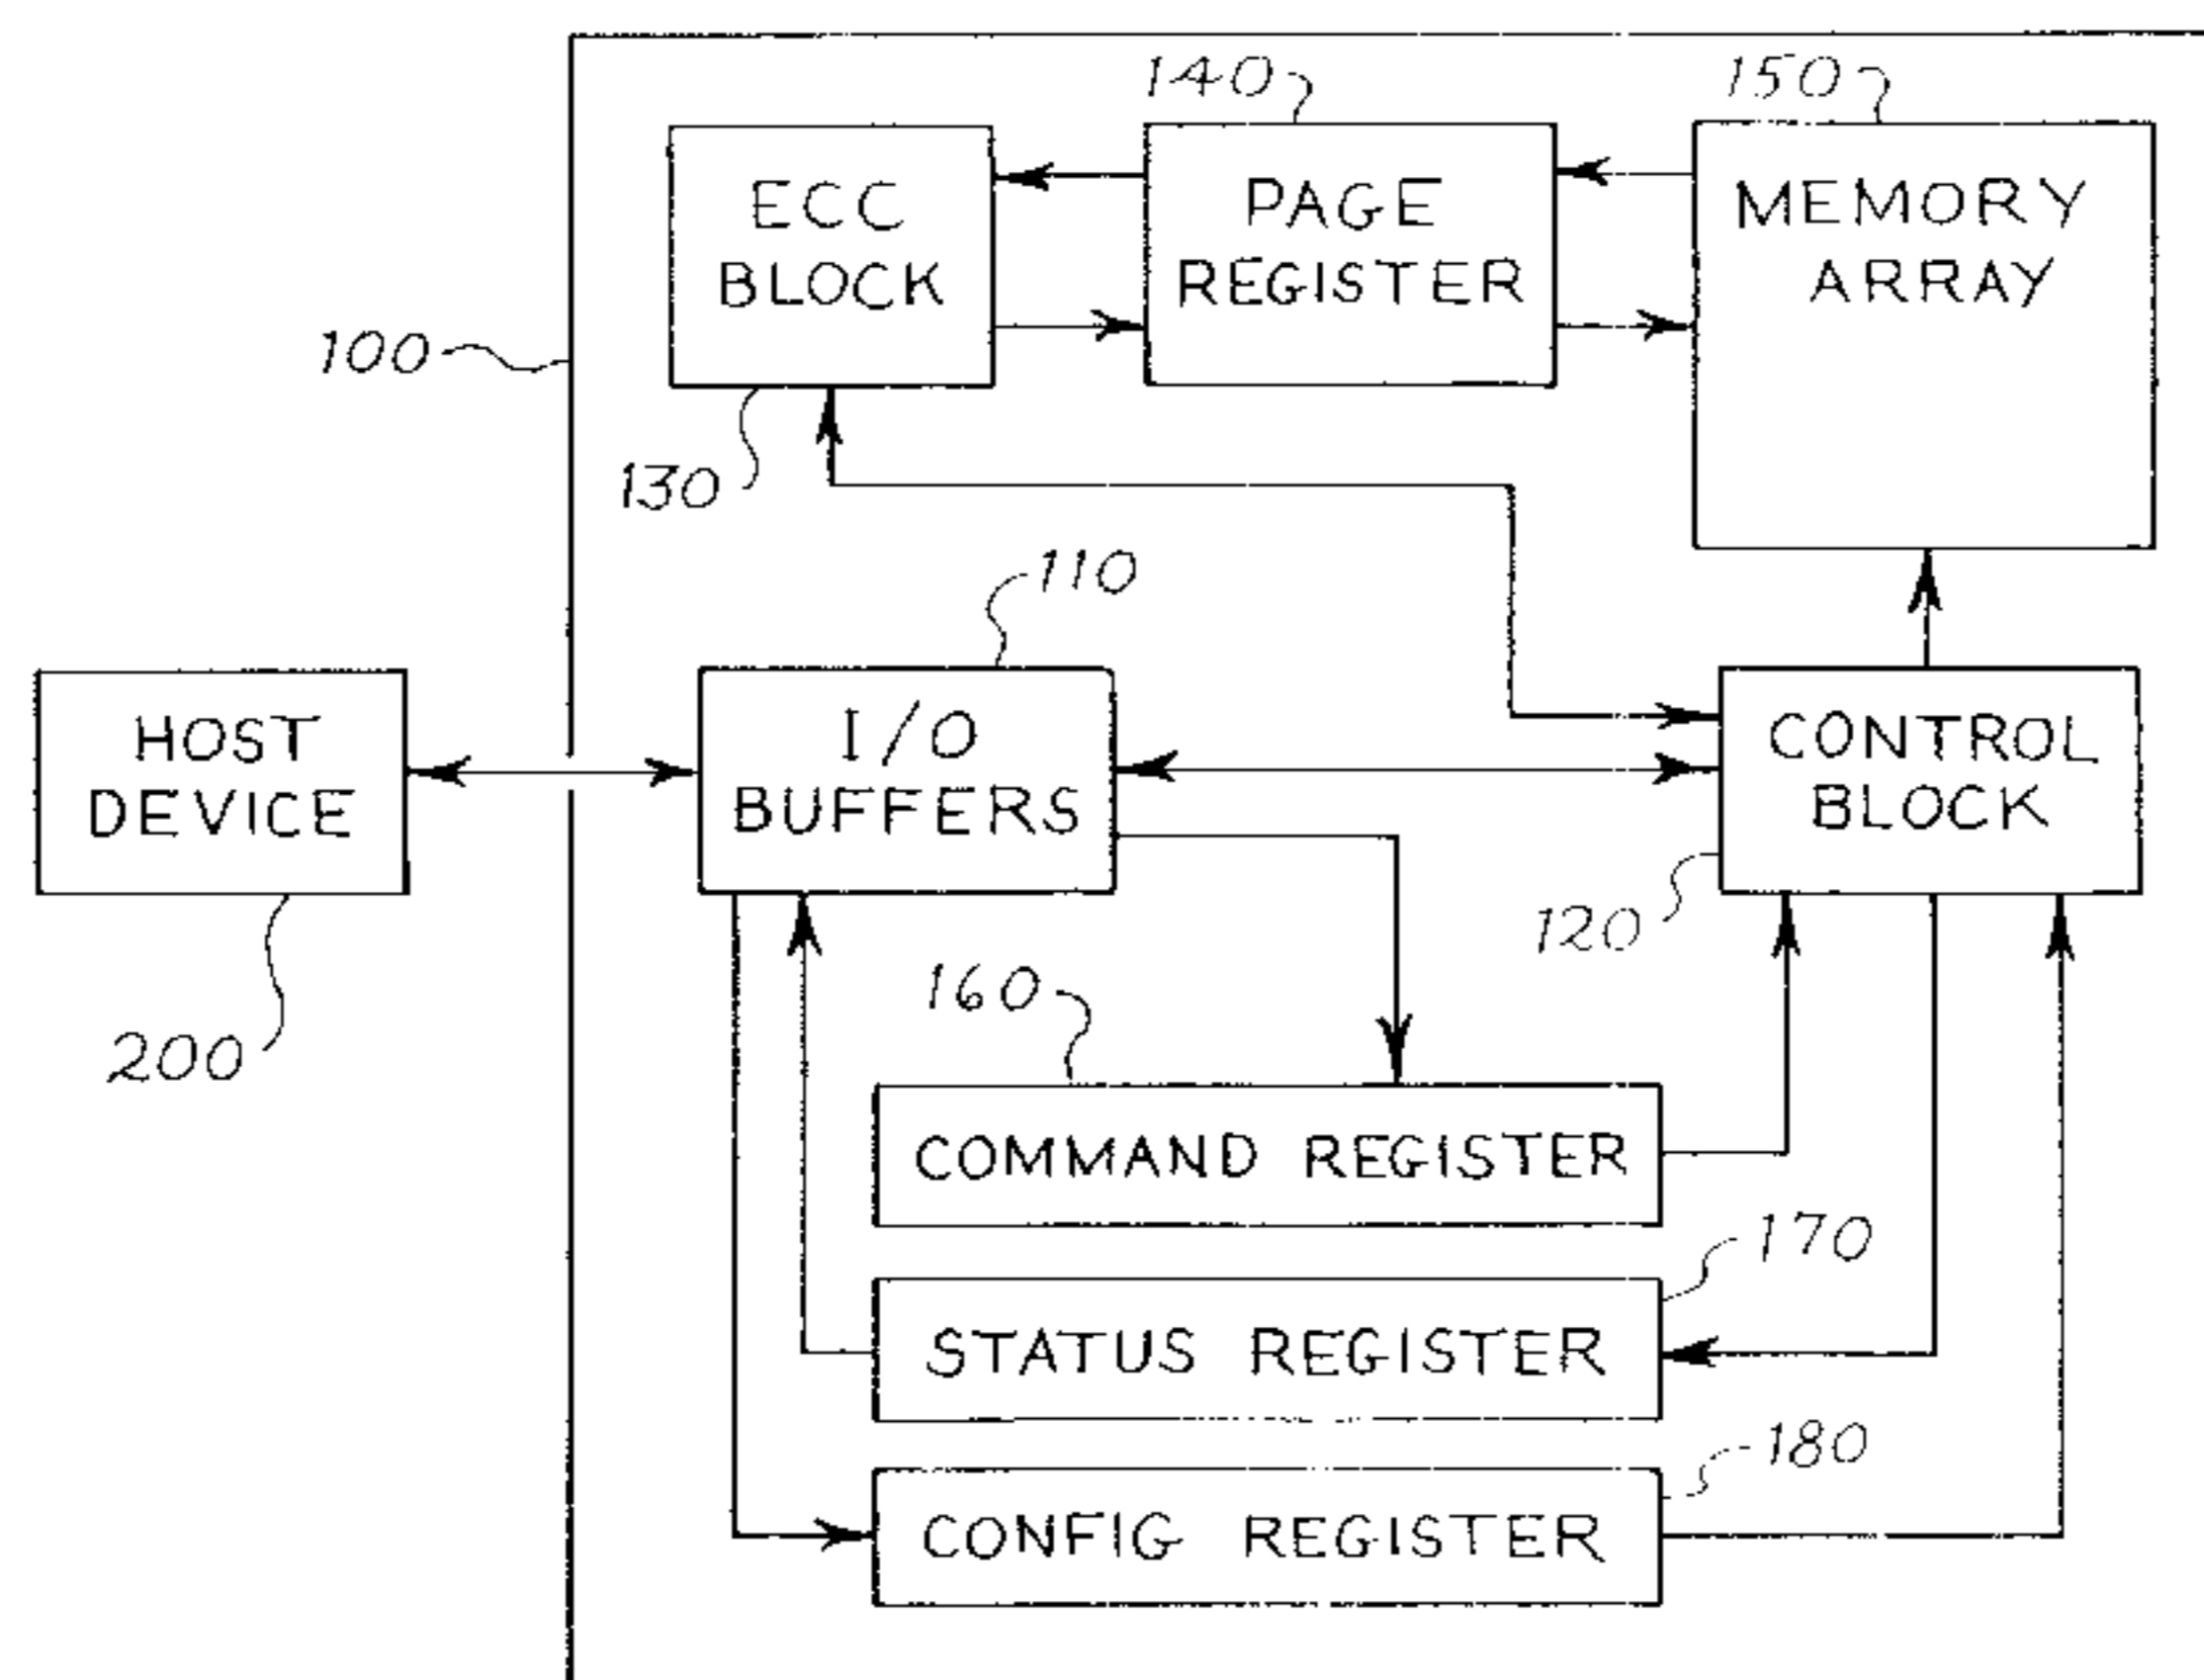 140
150
ECC
BLOCK
PAGE
REGISTER
MEMORY
ARRAY
100
130
110
HOST
DEVICE
I/O
BUFFERS
CONTROL
BLOCK
120
160
200
COMMAND REGISTER
170
STATUS REGISTER
180
CONFIG REGISTER